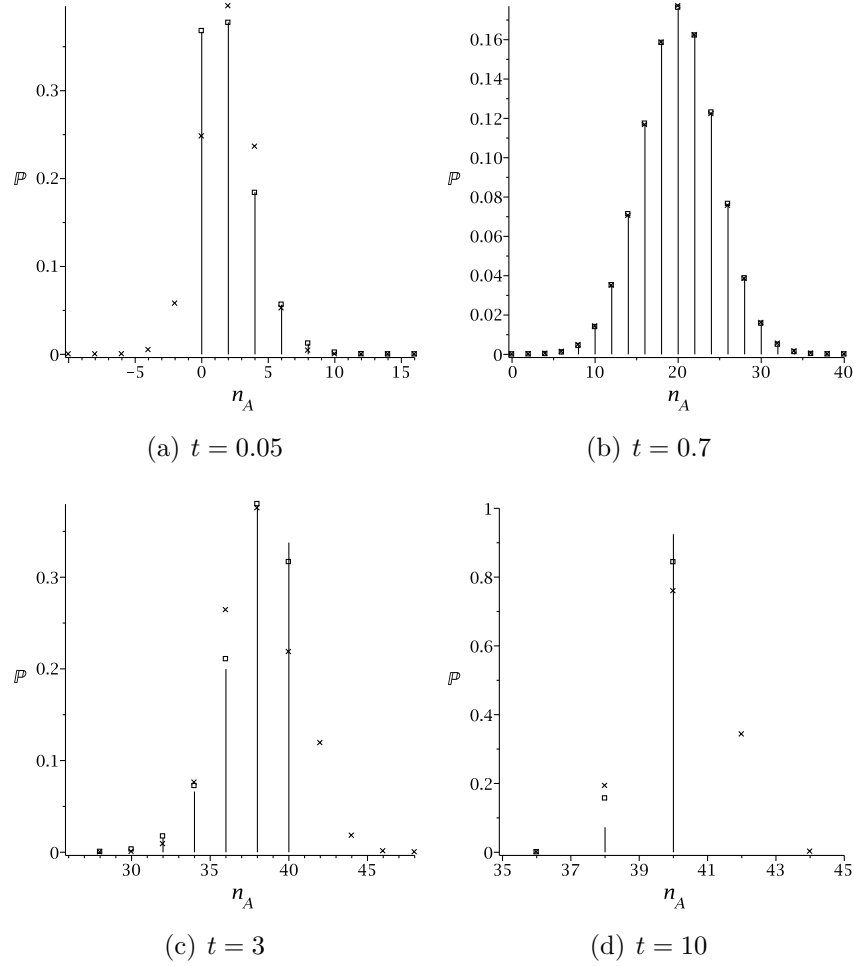 0.3
ℙ 0.2
0.1
0
−5 0 5 10 15
n_A
(a) t = 0.05
0.16
0.14
0.12
0.10
ℙ 0.08
0.06
0.04
0.02
0
0 10 20 30 40
n_A
(b) t = 0.7
0.3
0.2
ℙ
0.1
0
30 35 40 45
n_A
(c) t = 3
1
0.8
0.6
ℙ
0.4
0.2
0
35 37 39 41 43 45
n_A
(d) t = 10